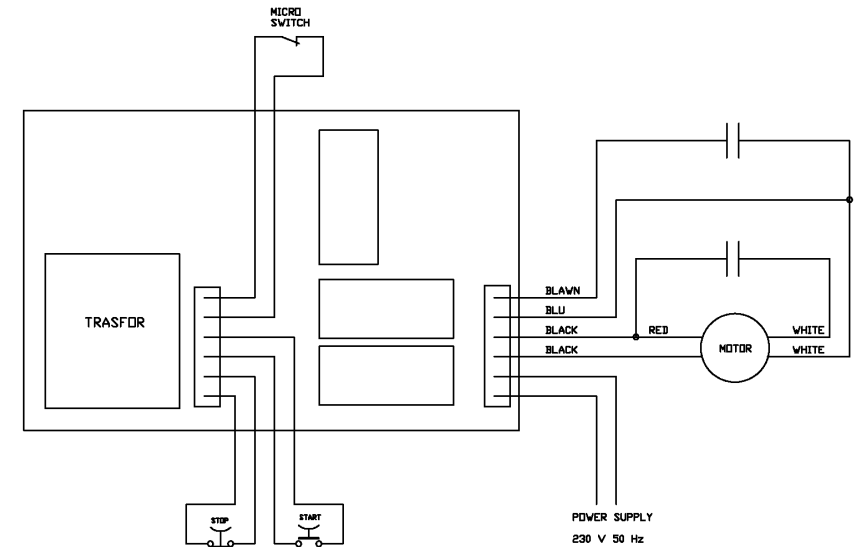 MICRO
SWITCH
TRASFOR
BLAWN
BLU
BLACK
RED
WHITE
MOTOR
BLACK
WHITE
STOP
START
POWER SUPPLY
230 V 50 Hz